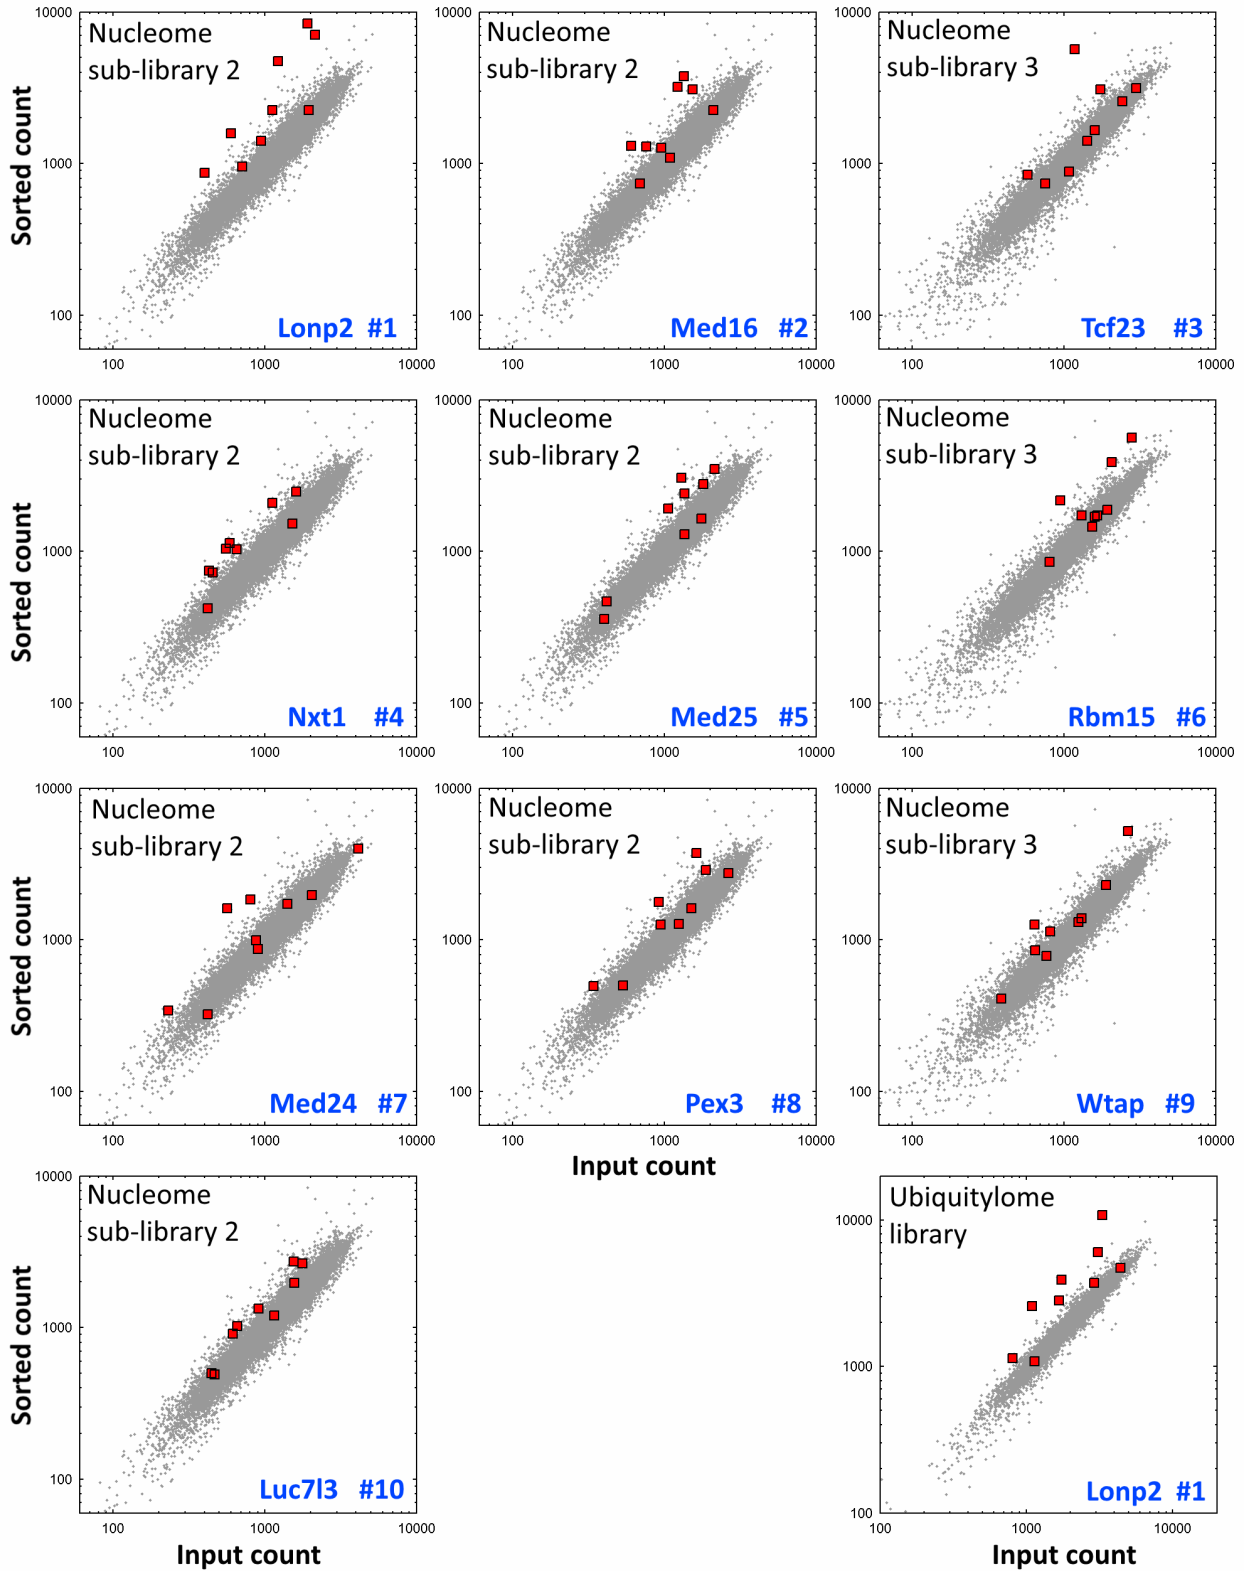 10000
1000
100
Sorted count
Nucleome
sub-library 2
Lonp2 #1
100
1000
10000
10000
1000
100
Nucleome
sub-library 2
Med16 #2
100
1000
10000
10000
1000
100
Nucleome
sub-library 3
Tcf23 #3
100
1000
10000
10000
1000
100
Sorted count
Nucleome
sub-library 2
Nxt1 #4
100
1000
10000
10000
1000
100
Nucleome
sub-library 2
Med25 #5
100
1000
10000
10000
1000
100
Nucleome
sub-library 3
Rbm15 #6
100
1000
10000
10000
1000
100
Sorted count
Nucleome
sub-library 2
Med24 #7
100
1000
10000
10000
1000
100
Nucleome
sub-library 2
Pex3 #8
100
1000
10000
Input count
10000
1000
100
Nucleome
sub-library 3
Wtap #9
100
1000
10000
10000
1000
100
Sorted count
Nucleome
sub-library 2
Luc7l3 #10
100
1000
10000
Input count
10000
1000
100
Ubiquitylome
library
Lonp2 #1
100
1000
10000
Input count